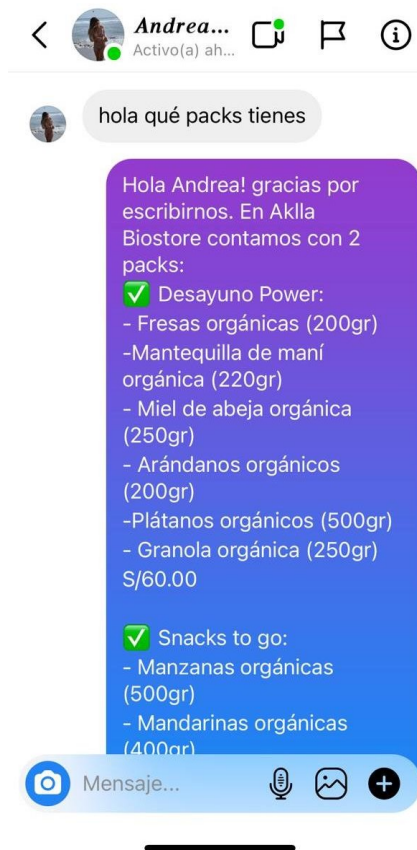 Andrea...
Activo(a) ah...
hola qué packs tienes
Hola Andrea! gracias por
escribirnos. En Aklla
Biostore contamos con 2
packs:
✅ Desayuno Power:
- Fresas orgánicas (200gr)
-Mantequilla de maní
orgánica (220gr)
- Miel de abeja orgánica
(250gr)
- Arándanos orgánicos
(200gr)
-Plátanos orgánicos (500gr)
- Granola orgánica (250gr)
S/60.00
✅ Snacks to go:
- Manzanas orgánicas
(500gr)
- Mandarinas orgánicas
(400gr)
Mensaje...